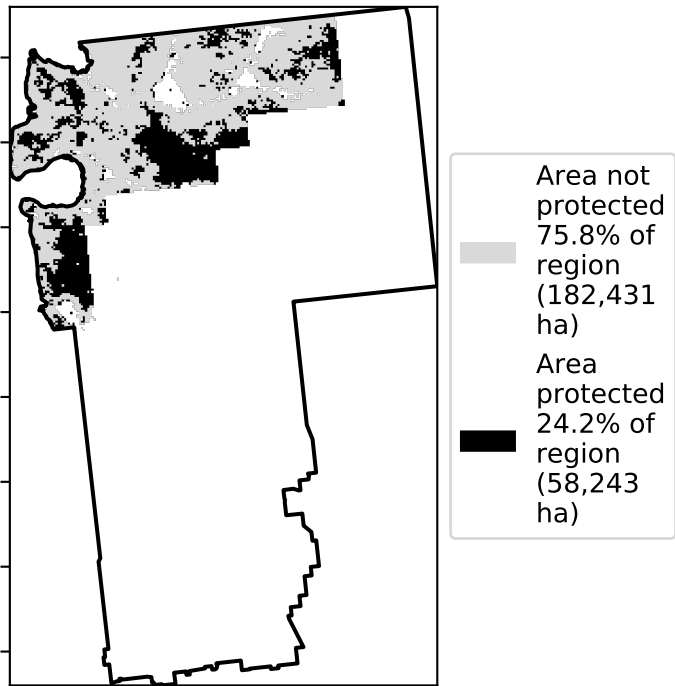 Area not
protected
75.8% of
region
(182,431
ha)
Area
protected
24.2% of
region
(58,243
ha)